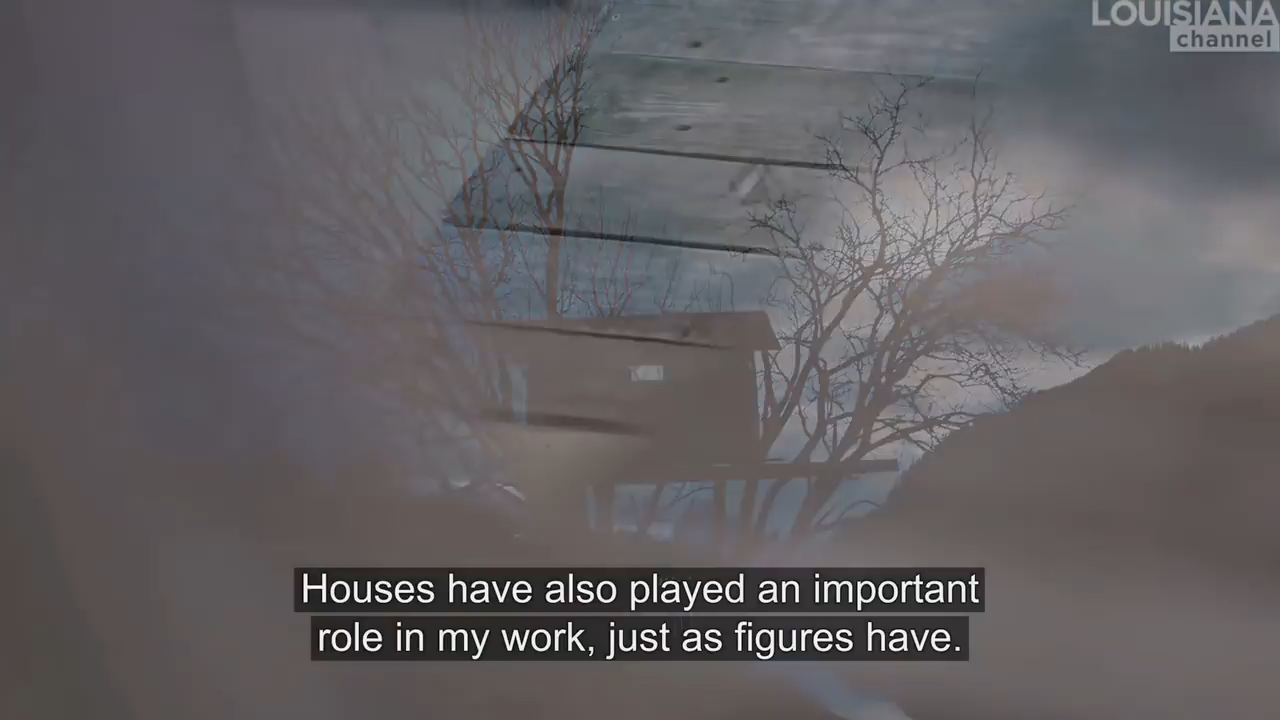 LOUISIANA
channel
Houses have also played an important
role in my work, just as figures have.